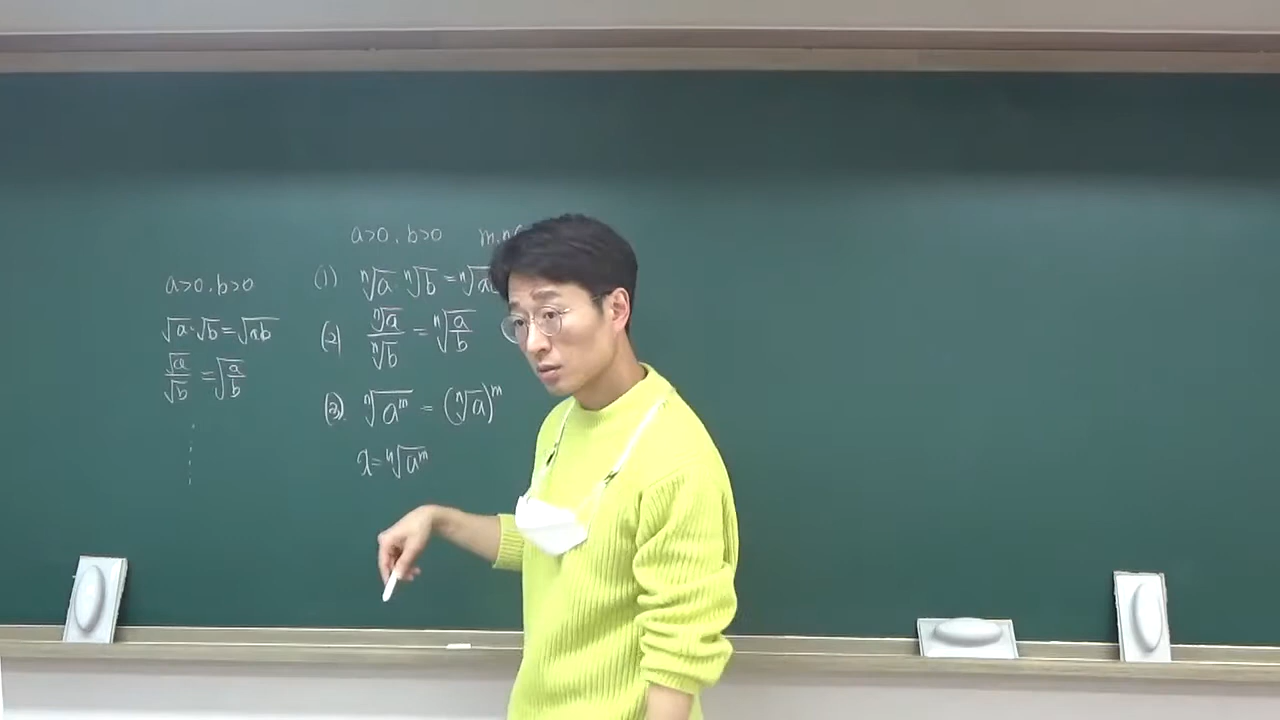 a>0, b>0
√a·√b=√ab
√a/√b=√(a/b)
a>0, b>0 m,n
(1) ⁿ√a·ⁿ√b=ⁿ√ab
(2) ⁿ√a/ⁿ√b=ⁿ√(a/b)
(3). ⁿ√aᵐ=(ⁿ√a)ᵐ
x=ⁿ√aᵐ